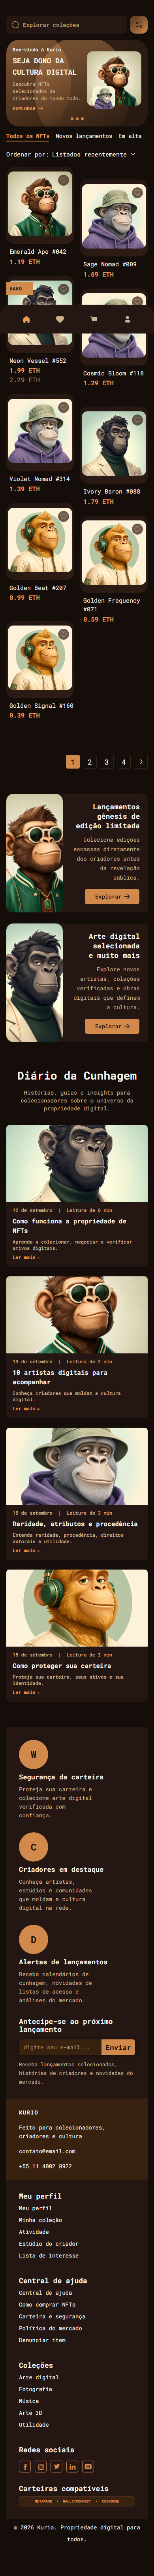 Explorar coleções
Bem-vindo à Kurio
SEJA DONO DA
CULTURA DIGITAL
Descubra NFTs
selecionados de
criadores do mundo todo.
EXPLORAR →
Todos os NFTs
Novos lançamentos
Em alta
Ordenar por: Listados recentemente
Emerald Ape #042
1.19 ETH
Sage Nomad #009
1.69 ETH
RARO
Neon Vessel #552
1.99 ETH
2.29 ETH
Cosmic Bloom #118
1.29 ETH
Violet Nomad #314
1.39 ETH
Ivory Baron #088
1.79 ETH
Golden Beat #207
0.99 ETH
Golden Frequency
#071
0.59 ETH
Golden Signal #160
0.39 ETH
1 2 3 4 >
Lançamentos
gênesis de
edição limitada
Colecione edições
escassas diretamente
dos criadores antes
da revelação
pública.
Explorar →
Arte digital
selecionada
e muito mais
Explore novos
artistas, coleções
verificadas e obras
digitais que definem
a cultura.
Explorar →
Diário da Cunhagem
Histórias, guias e insights para
colecionadores sobre o universo da
propriedade digital.
12 de setembro | Leitura de 6 min
Como funciona a propriedade de
NFTs
Aprenda a colecionar, negociar e verificar
ativos digitais.
Ler mais →
13 de setembro | Leitura de 2 min
10 artistas digitais para
acompanhar
Conheça criadores que moldam a cultura
digital.
Ler mais →
15 de setembro | Leitura de 3 min
Raridade, atributos e procedência
Entenda raridade, procedência, direitos
autorais e utilidade.
Ler mais →
15 de setembro | Leitura de 2 min
Como proteger sua carteira
Proteja sua carteira, seus ativos e sua
identidade.
Ler mais →
W
Segurança da carteira
Proteja sua carteira e
colecione arte digital
verificada com
confiança.
C
Criadores em destaque
Conheça artistas,
estúdios e comunidades
que moldam a cultura
digital na rede.
D
Alertas de lançamentos
Receba calendários de
cunhagem, novidades de
listas de acesso e
análises do mercado.
Antecipe-se ao próximo
lançamento
digite seu e-mail...
Enviar
Receba lançamentos selecionados,
histórias de criadores e novidades do
mercado.
KURIO
Feito para colecionadores,
criadores e cultura
contato@email.com
+55 11 4002 8922
Meu perfil
Meu perfil
Minha coleção
Atividade
Estúdio do criador
Lista de interesse
Central de ajuda
Central de ajuda
Como comprar NFTs
Carteira e segurança
Política do mercado
Denunciar item
Coleções
Arte digital
Fotografia
Música
Arte 3D
Utilidade
Redes sociais
Carteiras compatíveis
METAMASK • WALLETCONNECT • COINBASE
© 2026 Kurio. Propriedade digital para
todos.